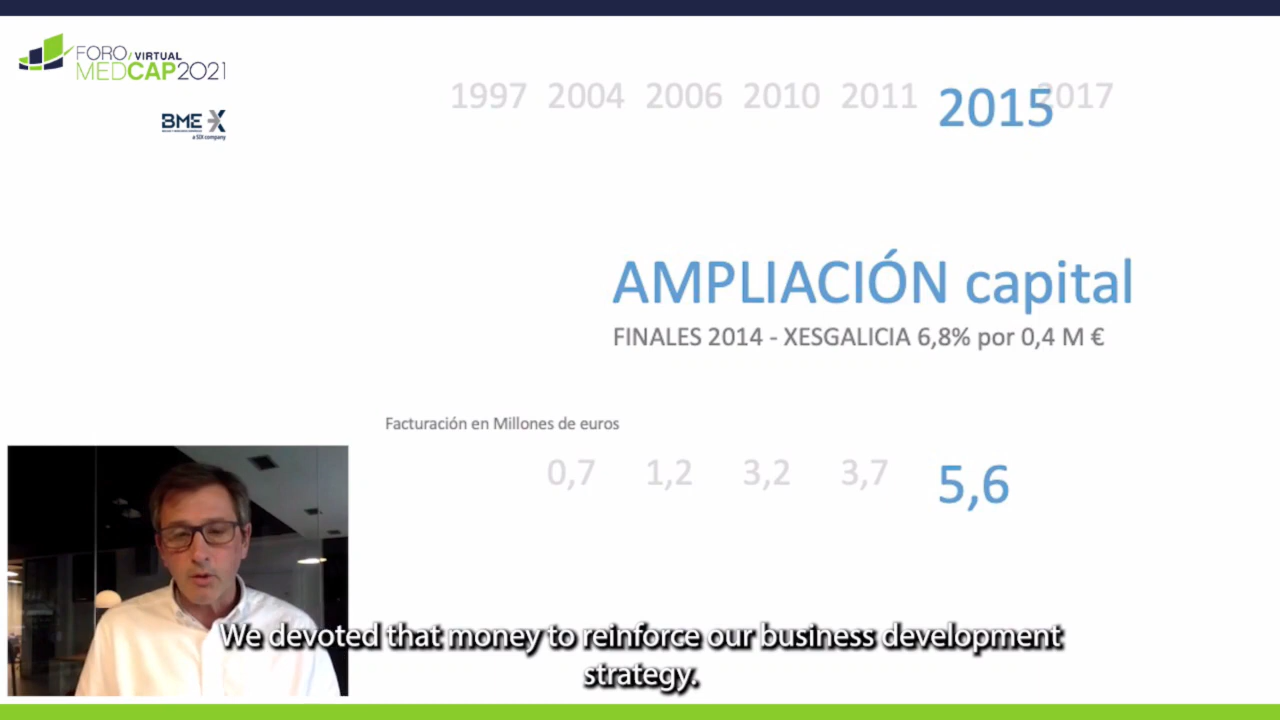 FORO/VIRTUAL
MEDCAP2021
BME X
a SIX company
1997 2004 2006 2010 2011 2015 2017
AMPLIACIÓN capital
FINALES 2014 - XESGALICIA 6,8% por 0,4 M €
Facturación en Millones de euros
0,7 1,2 3,2 3,7 5,6
We devoted that money to reinforce our business development
strategy.